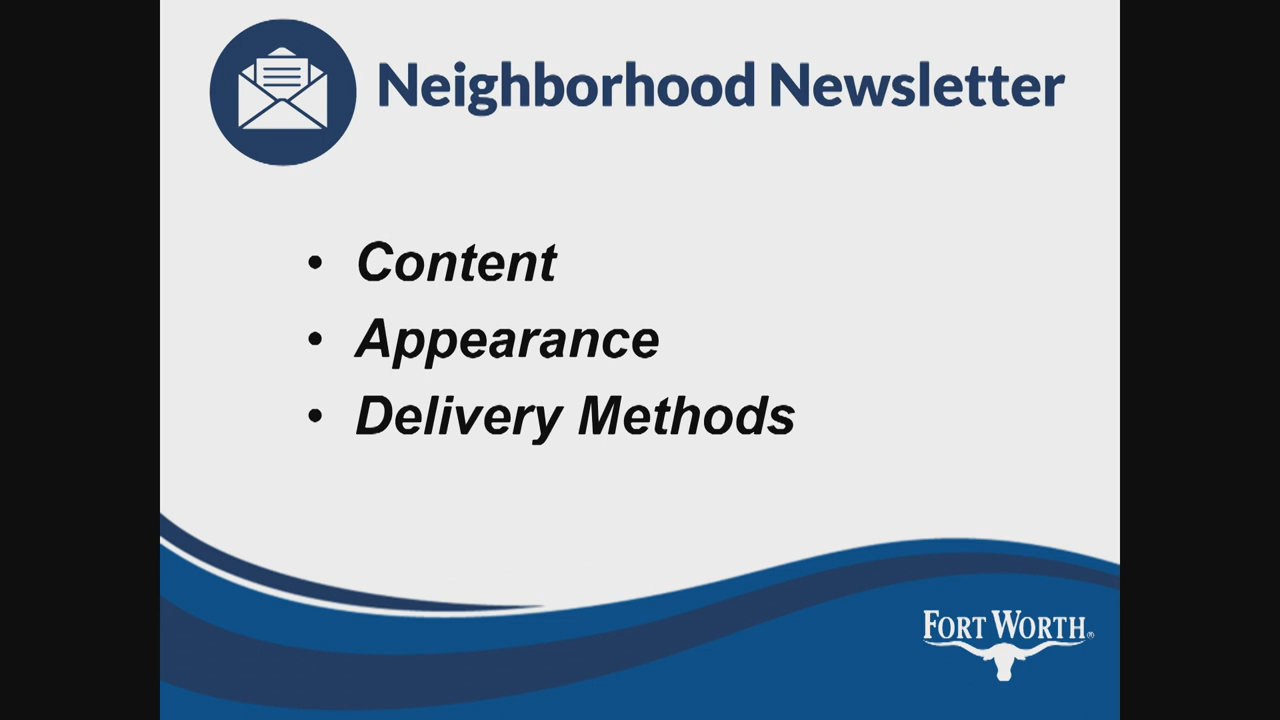 Neighborhood Newsletter
• Content
• Appearance
• Delivery Methods
FORT WORTH®